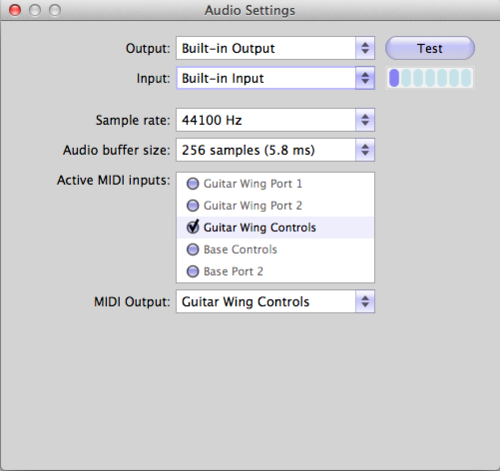 Audio Settings
Output: Built-in Output Test
Input: Built-in Input
Sample rate: 44100 Hz
Audio buffer size: 256 samples (5.8 ms)
Active MIDI inputs: Guitar Wing Port 1
Guitar Wing Port 2
Guitar Wing Controls
Base Controls
Base Port 2
MIDI Output: Guitar Wing Controls